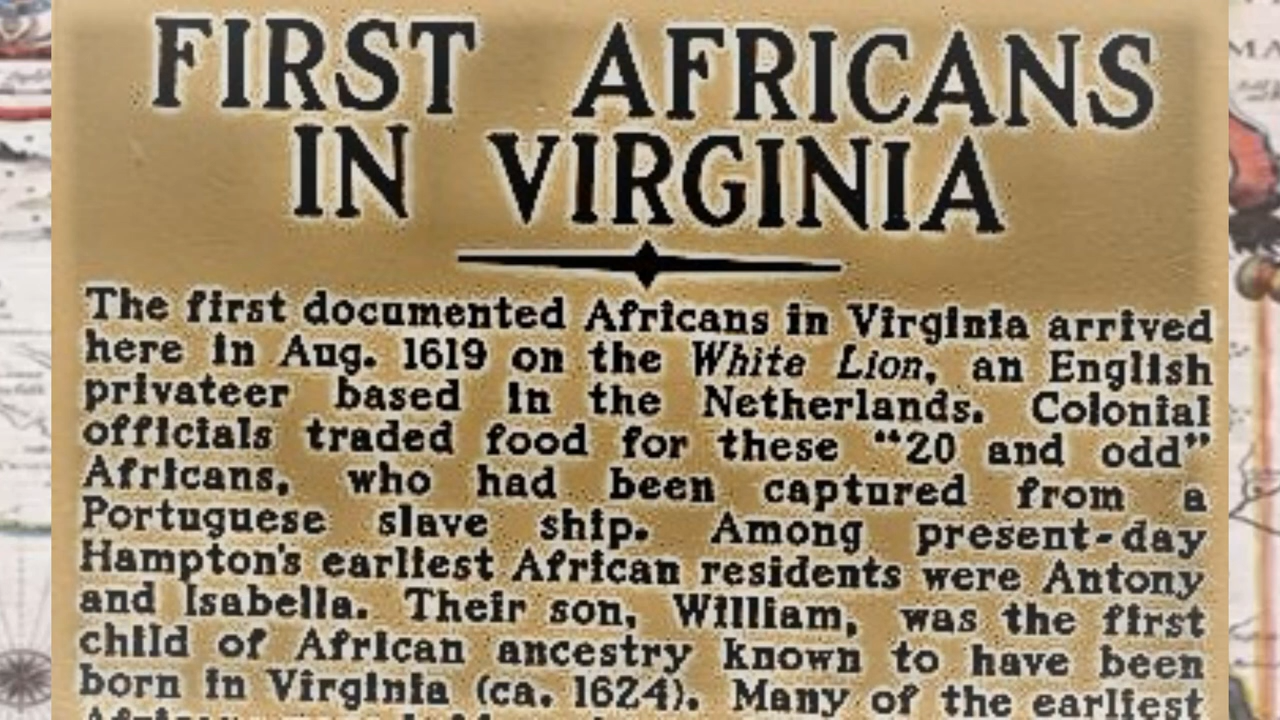 FIRST AFRICANS
IN VIRGINIA
The first documented Africans in Virginia arrived
here in Aug. 1619 on the White Lion, an English
privateer based in the Netherlands. Colonial
officials traded food for these “20 and odd”
Africans, who had been captured from a
Portuguese slave ship. Among present-day
Hampton's earliest African residents were Antony
and Isabella. Their son, William, was the first
child of African ancestry known to have been
born in Virginia (ca. 1624). Many of the earliest